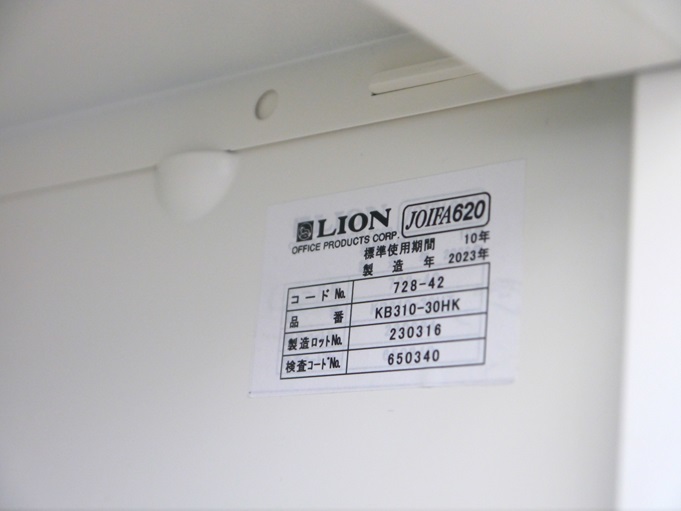 LION JOIFA620
OFFICE PRODUCTS CORP.
標準使用期間 10年
製造年 2023年
コードNo. 728-42
品番 KB310-30HK
製造ロットNo. 230316
検査コードNo. 650340